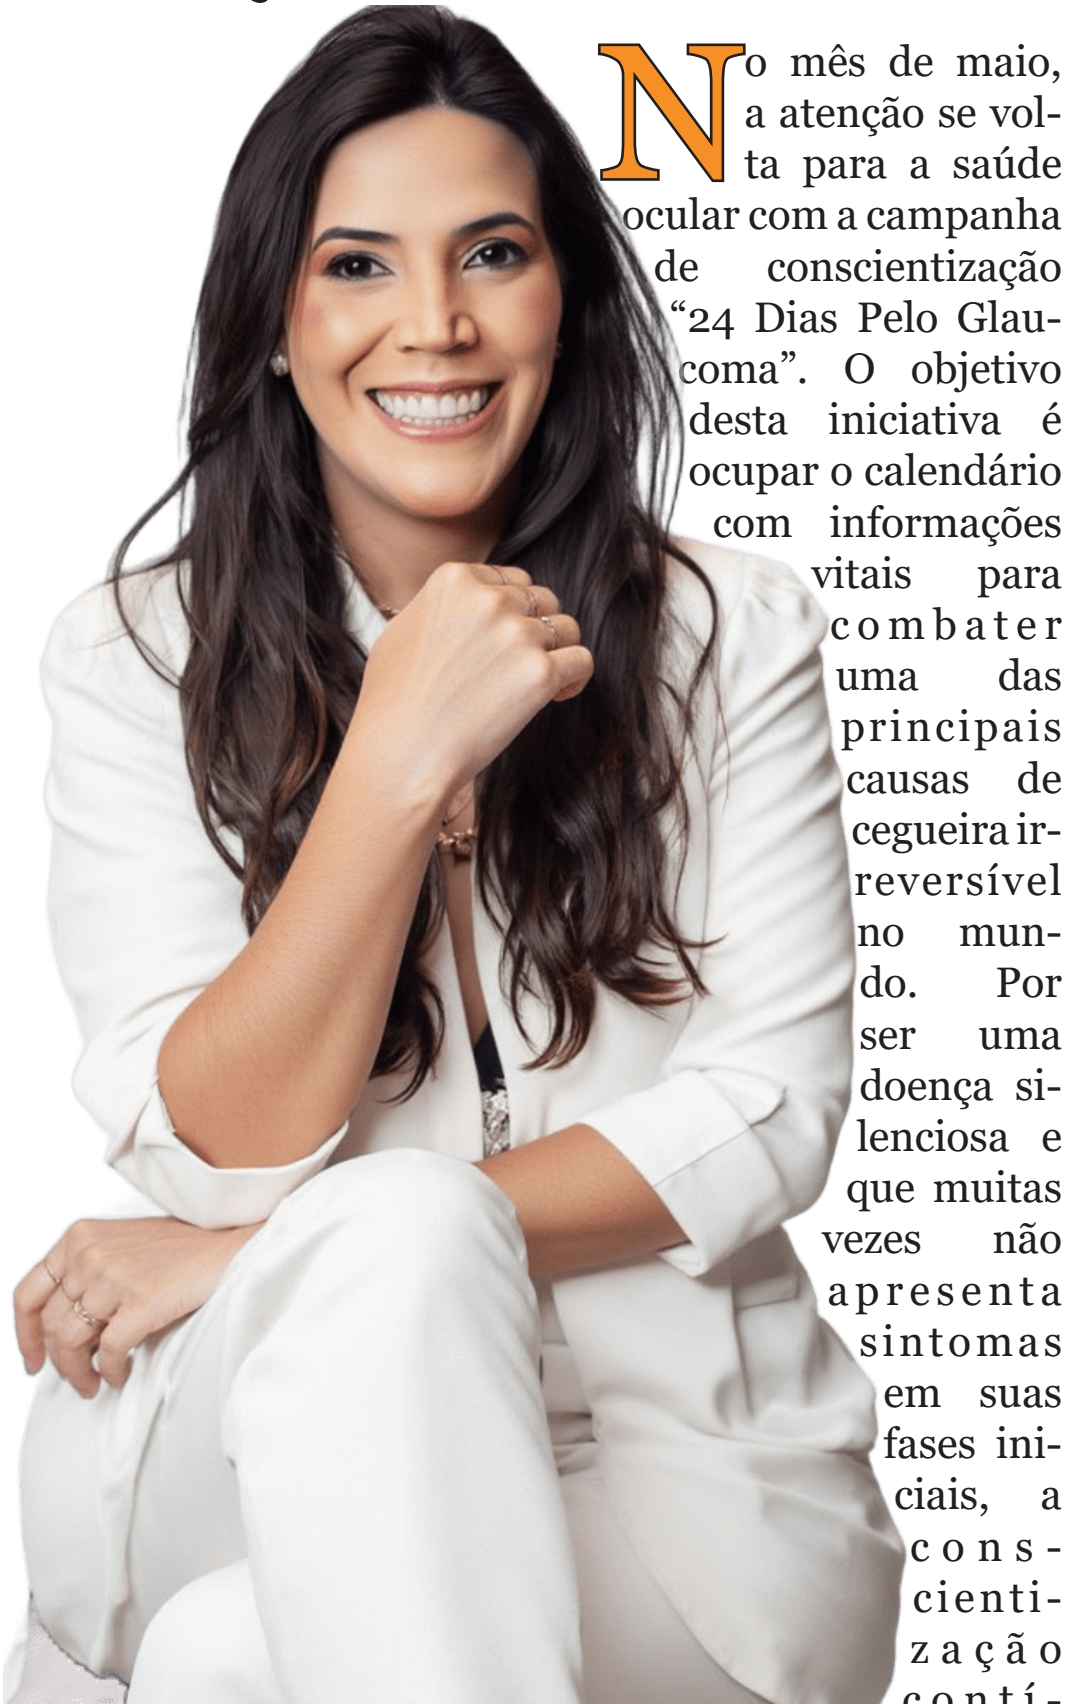 No mês de maio,
a atenção se vol-
ta para a saúde
ocular com a campanha
de conscientização
“24 Dias Pelo Glau-
coma”. O objetivo
desta iniciativa é
ocupar o calendário
com informações
vitais para
combater
uma das
principais
causas de
cegueira ir-
reversível
no mun-
do. Por
ser uma
doença si-
lenciosa e
que muitas
vezes não
apresenta
sintomas
em suas
fases ini-
ciais, a
cons-
cienti-
zação
contí-